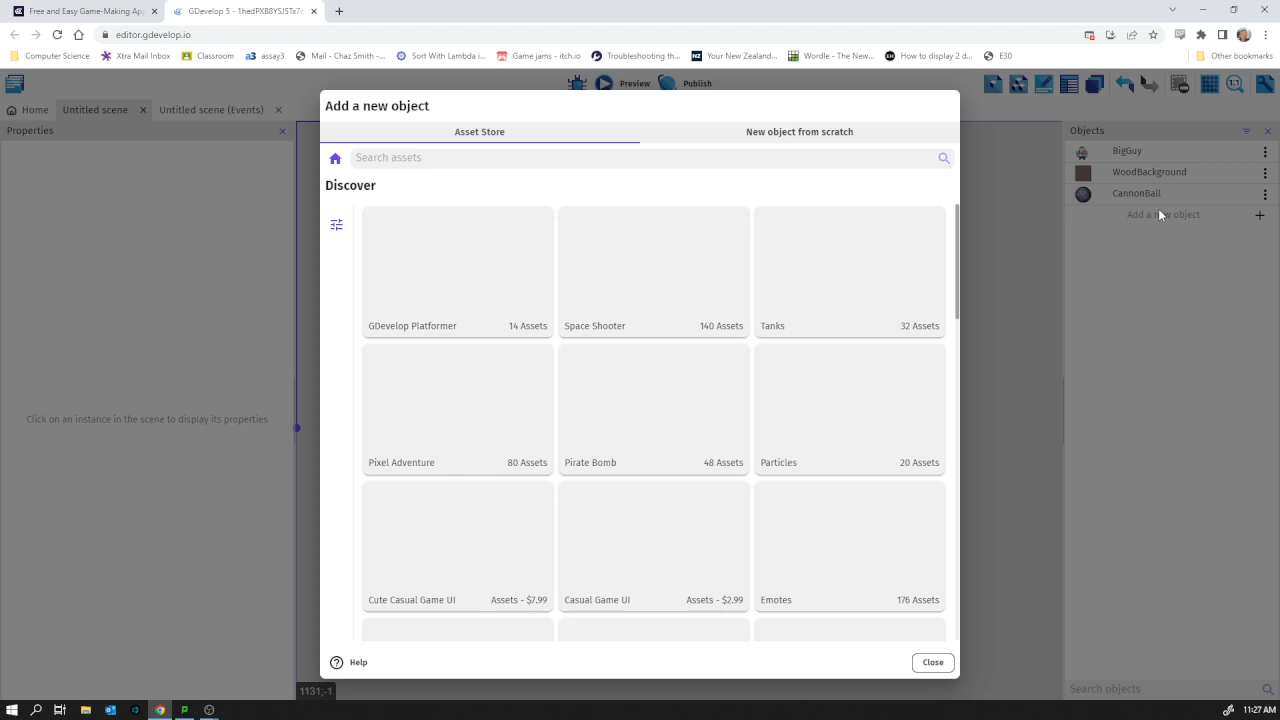 Free and Easy Game-Making App
GDevelop 5 - 1hedPXB8YSJSTx7c
editor.gdevelop.io
Computer Science
Xtra Mail Inbox
Classroom
assay3
Mail - Chaz Smith -...
Sort With Lambda i...
Game jams - itch.io
Troubleshooting th...
Your New Zealand...
Wordle - The New...
How to display 2 d...
E30
Other bookmarks
Preview
Publish
Home
Untitled scene
Untitled scene (Events)
Properties
Click on an instance in the scene to display its properties
Add a new object
Asset Store
New object from scratch
Search assets
Discover
GDevelop Platformer 14 Assets
Space Shooter 140 Assets
Tanks 32 Assets
Pixel Adventure 80 Assets
Pirate Bomb 48 Assets
Particles 20 Assets
Cute Casual Game UI Assets - $7.99
Casual Game UI Assets - $2.99
Emotes 176 Assets
Help
Close
1131;-1
Objects
BigGuy
WoodBackground
CannonBall
Add a new object
Search objects
11:27 AM